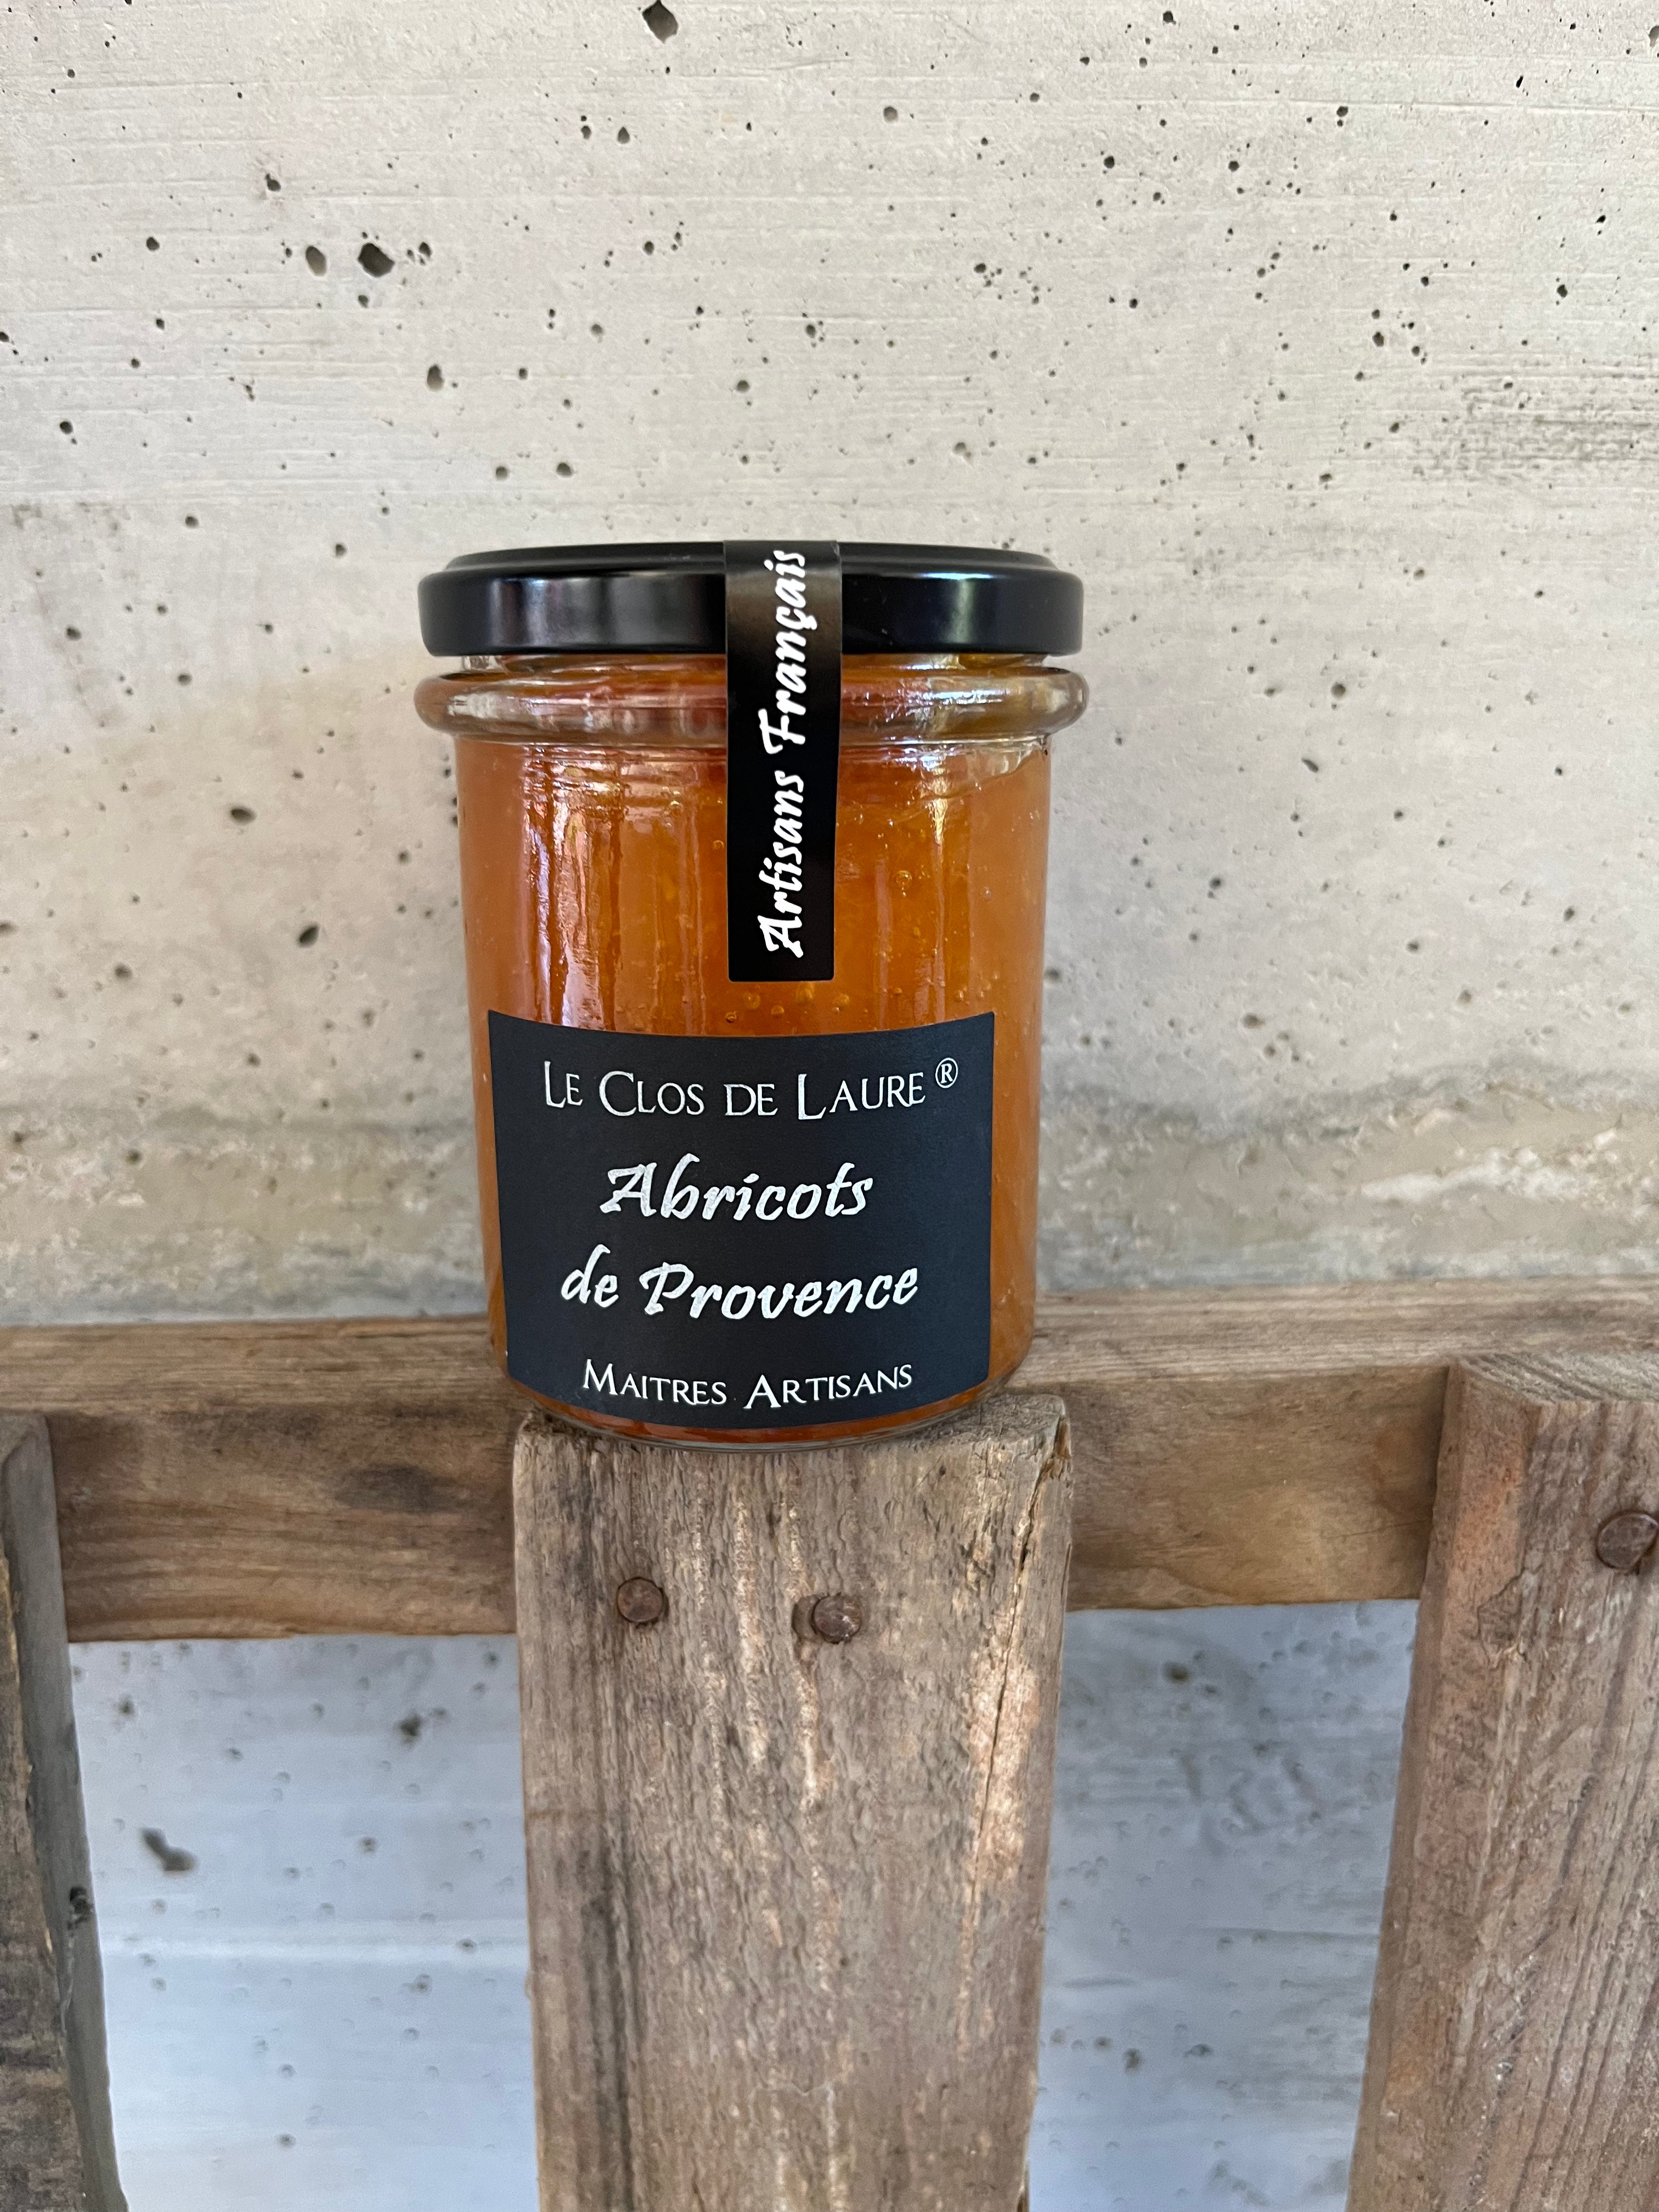 Artisans Français
LE CLOS DE LAURE®
Abricots
de Provence
MAITRES ARTISANS